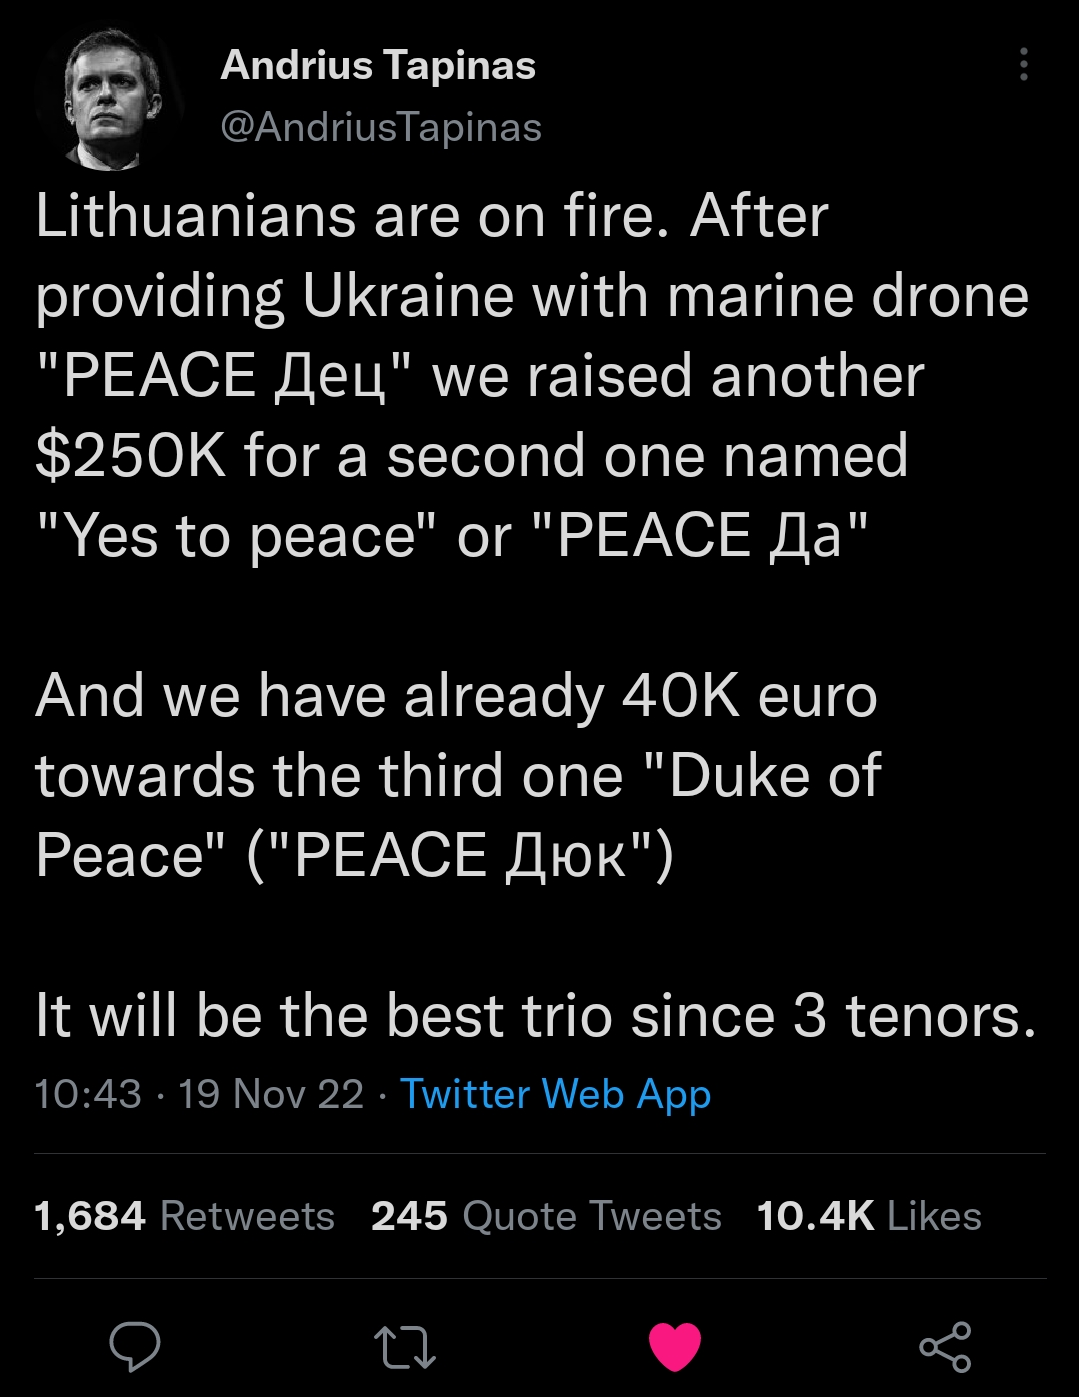 Andrius Tapinas
@AndriusTapinas
Lithuanians are on fire. After
providing Ukraine with marine drone
"PEACE Дец" we raised another
$250K for a second one named
"Yes to peace" or "PEACE Да"
And we have already 40K euro
towards the third one "Duke of
Peace" ("PEACE Дюк")
It will be the best trio since 3 tenors.
10:43 · 19 Nov 22 · Twitter Web App
1,684 Retweets 245 Quote Tweets 10.4K Likes